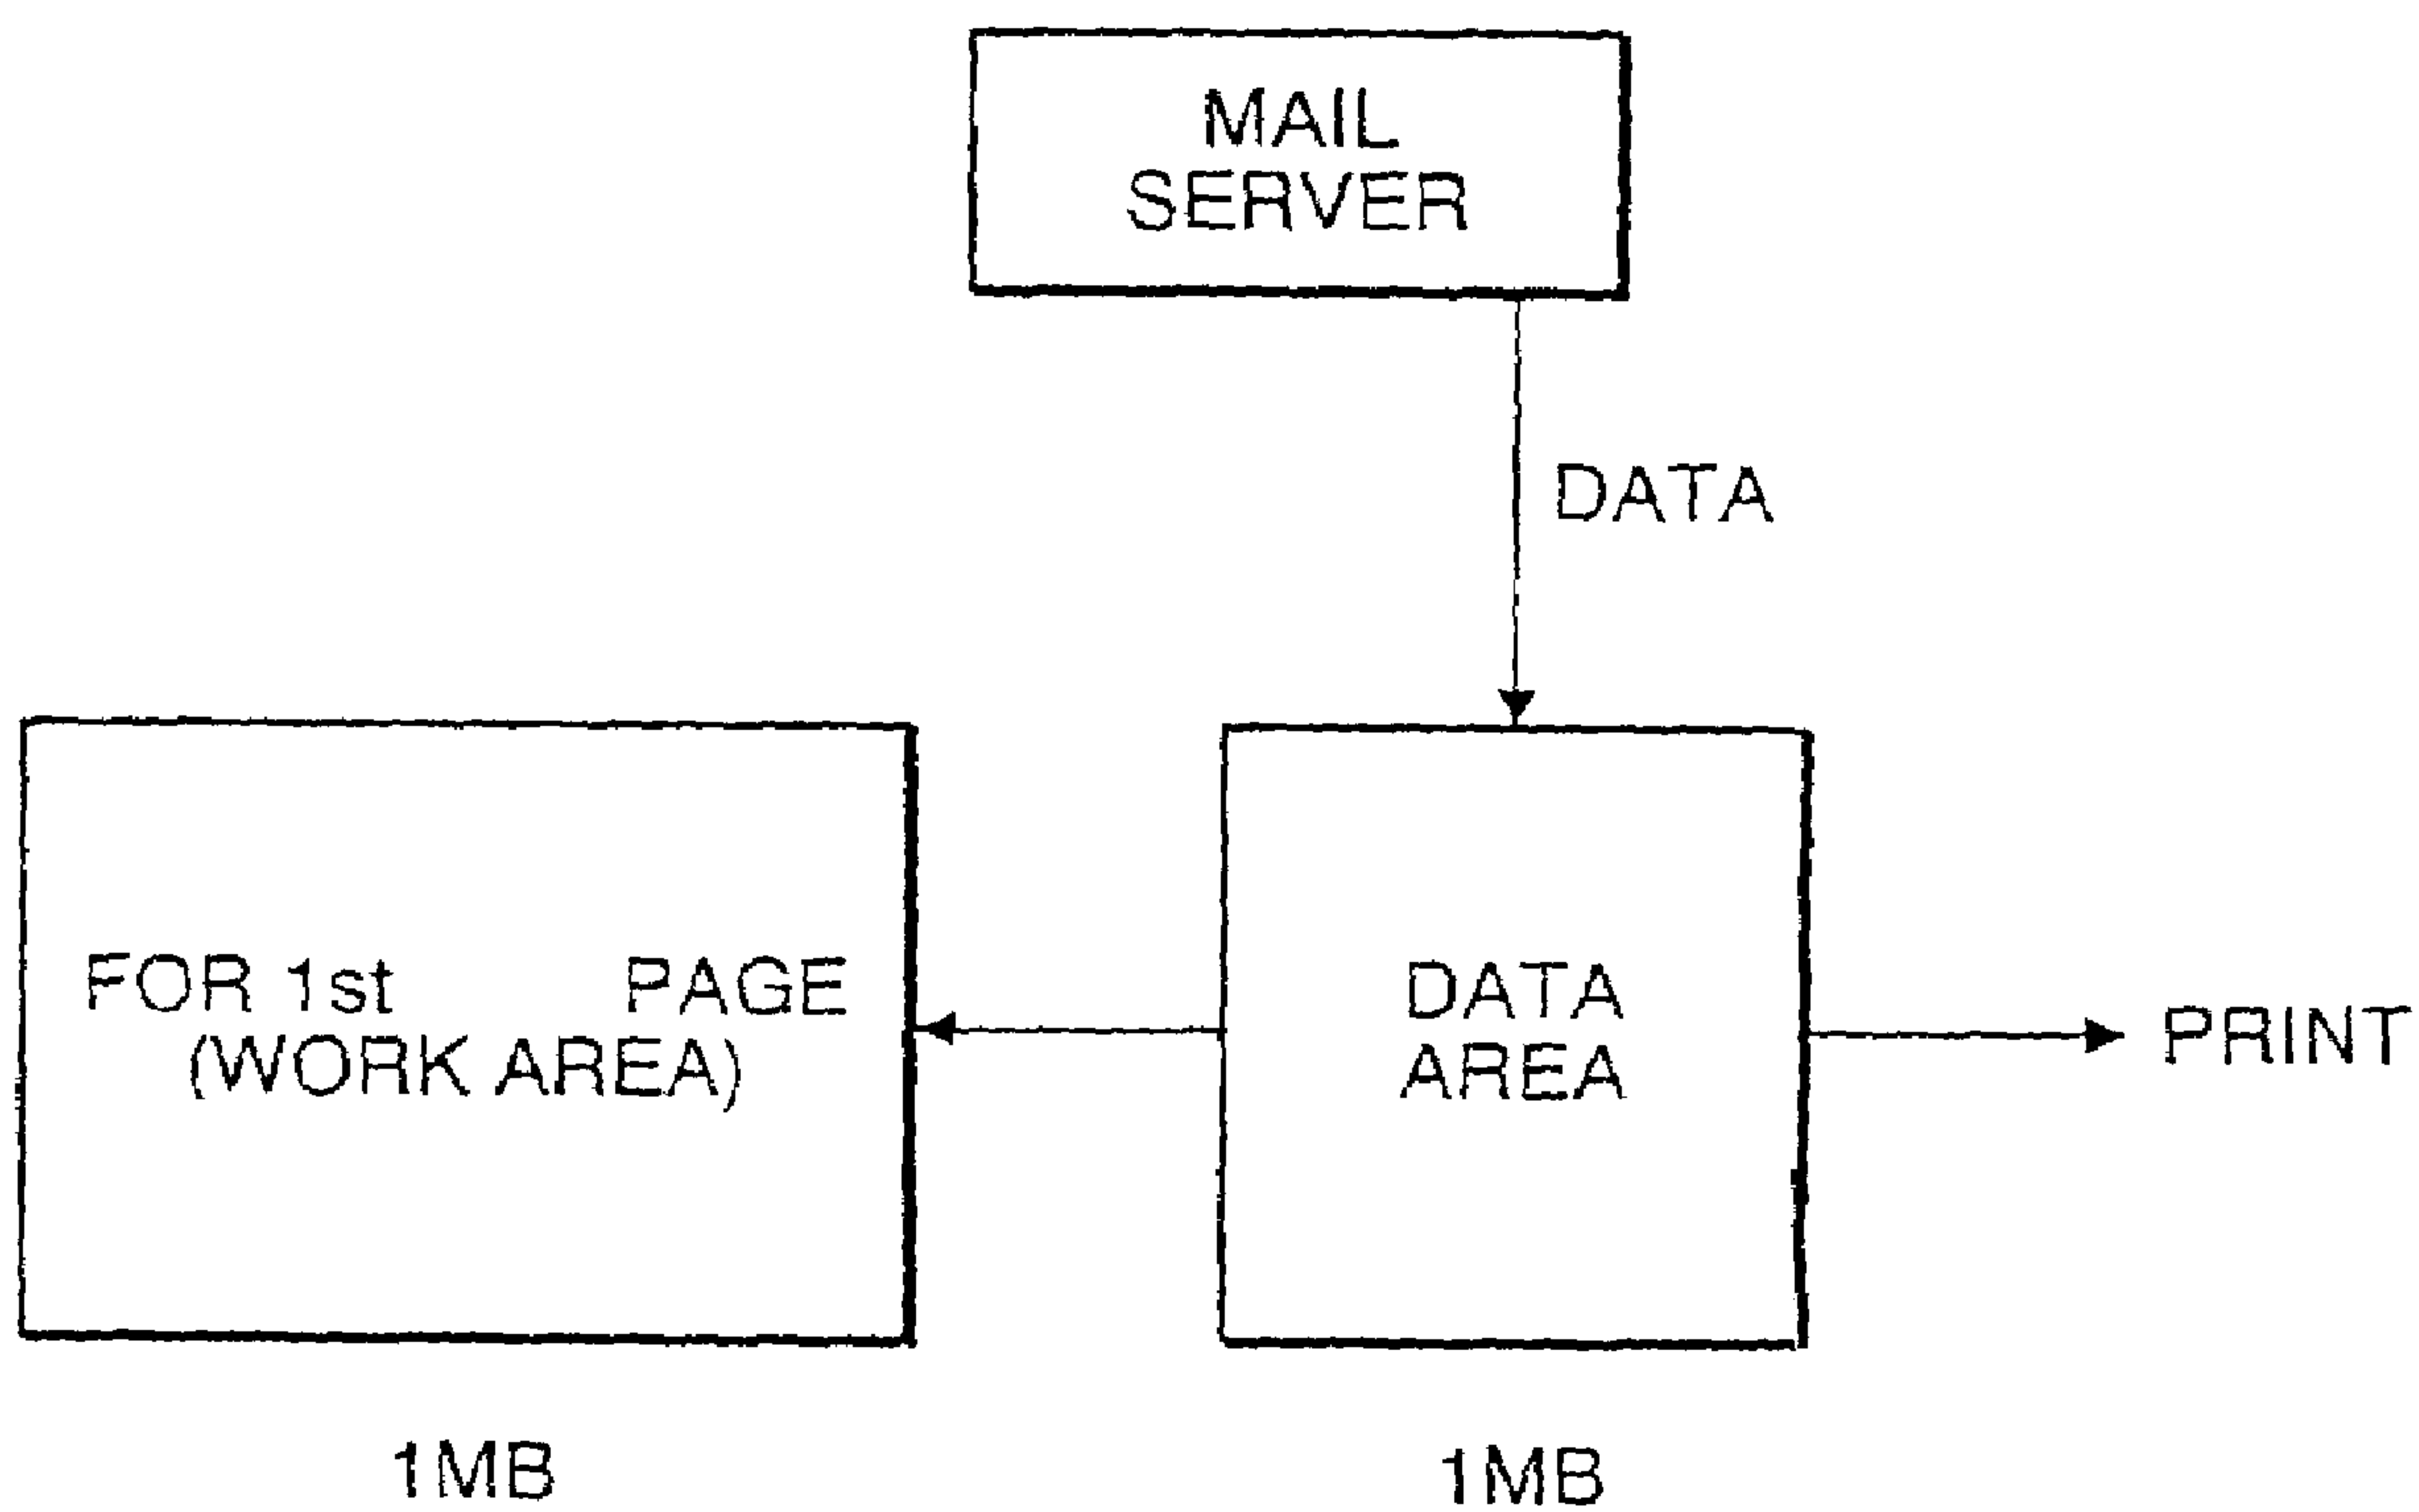 MAIL
SERVER
DATA
FOR 1st PAGE
(WORK AREA)
DATA
AREA
PRINT
1MB
1MB